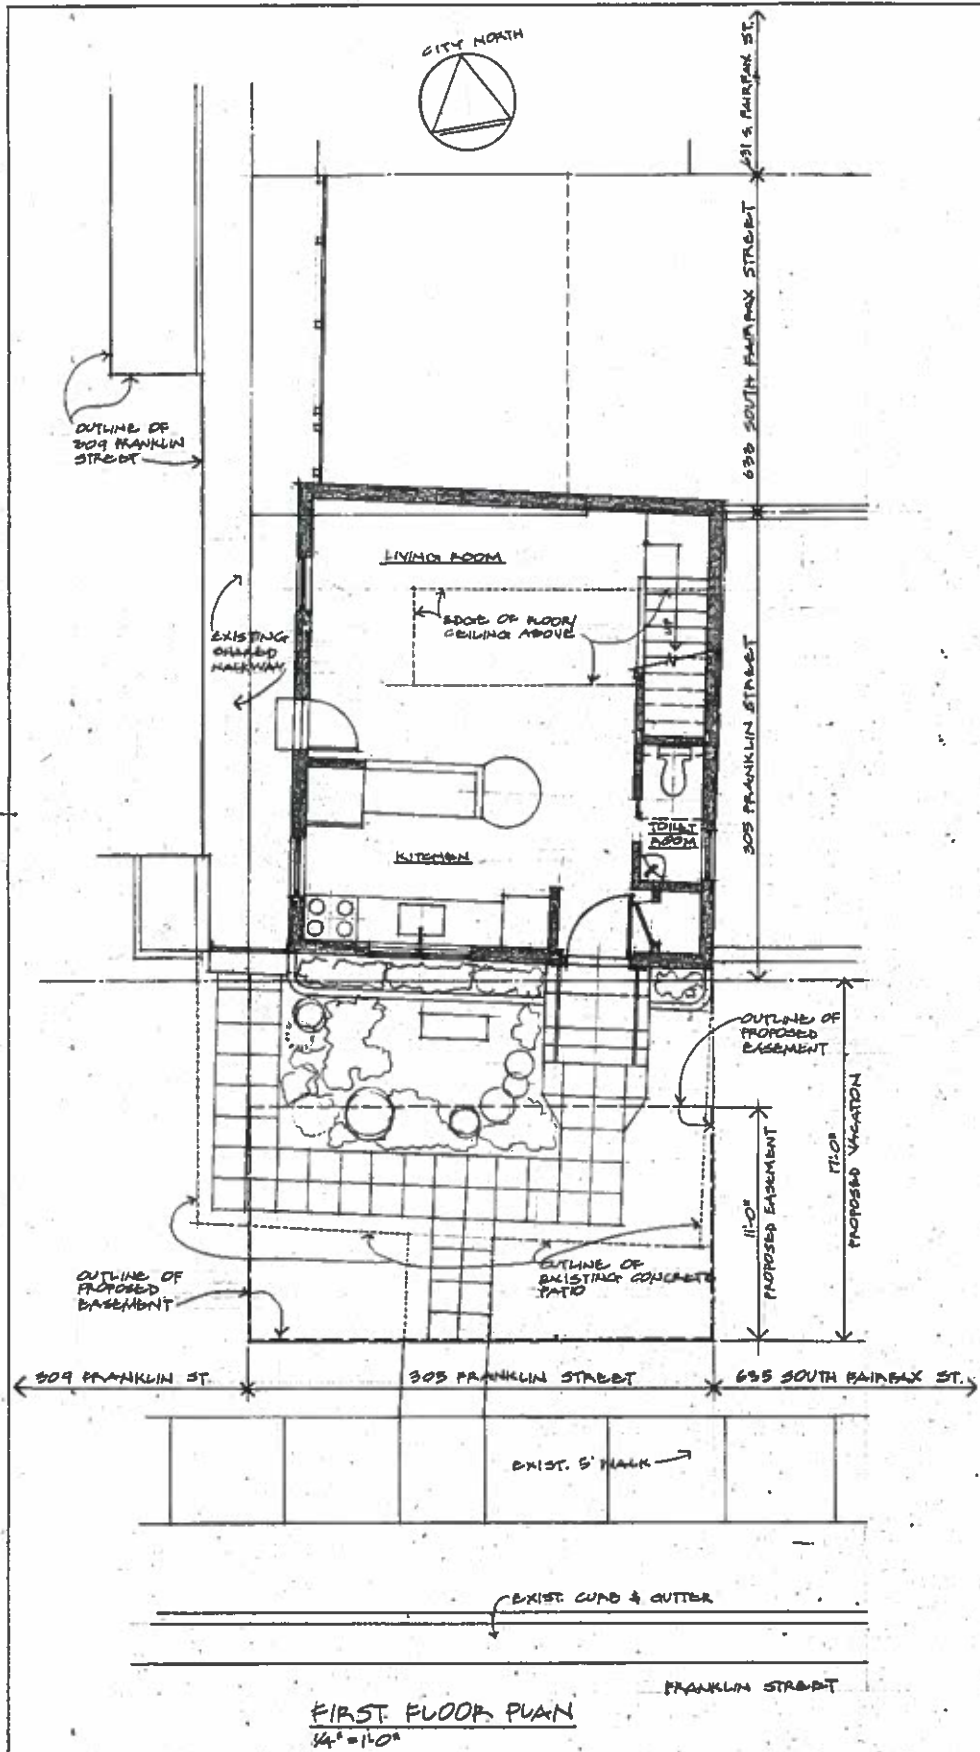 CITY NORTH
631 S. FAIRFAX ST.
633 SOUTH FAIRFAX STREET
OUTLINE OF
309 FRANKLIN
STREET
LIVING ROOM
EDGE OF FLOOR/
CEILING ABOVE
UP
EXISTING
SHARED
WALKWAY
305 FRANKLIN STREET
TOILET
ROOM
KITCHEN
OUTLINE OF
PROPOSED
EASEMENT
11'-0"
PROPOSED EASEMENT
17'-0"
PROPOSED VACATION
OUTLINE OF
PROPOSED
EASEMENT
OUTLINE OF
EXISTING CONCRETE
PATIO
309 FRANKLIN ST.
305 FRANKLIN STREET
635 SOUTH FAIRFAX ST.
EXIST. 5' WALK
EXIST. CURB & GUTTER
FRANKLIN STREET
FIRST FLOOR PLAN
1/4" = 1'-0"